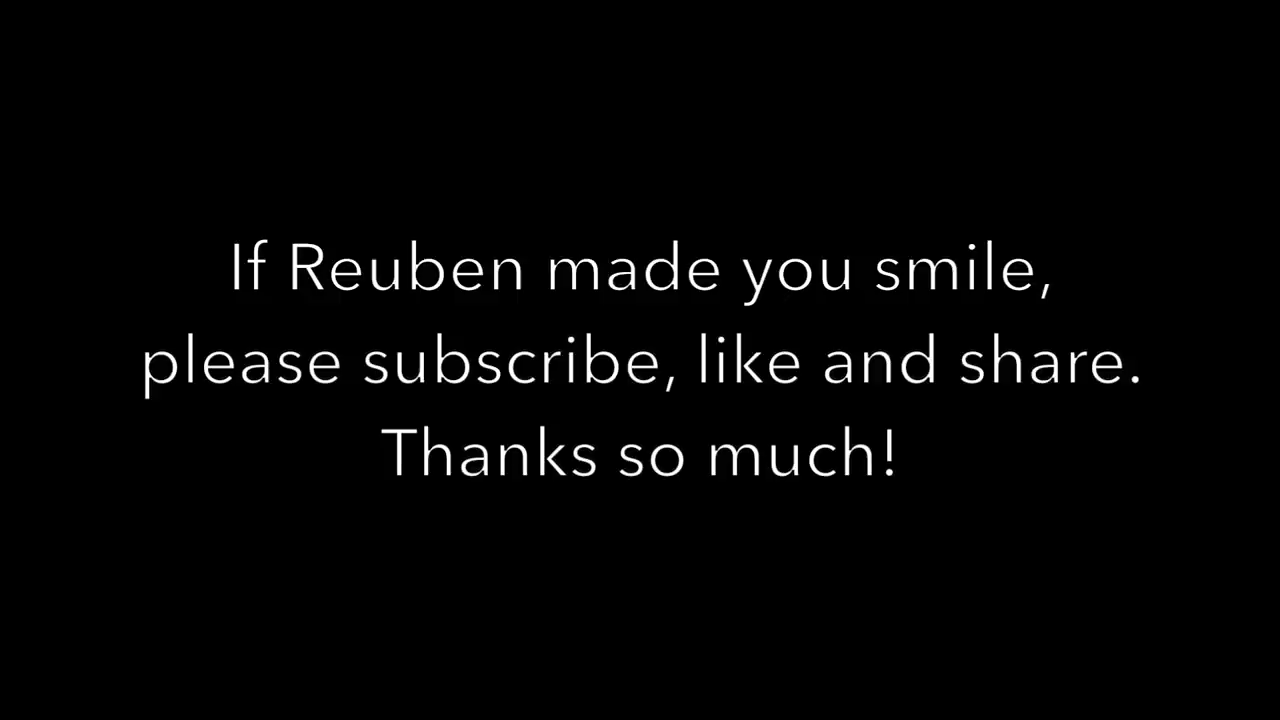 If Reuben made you smile,
please subscribe, like and share.
Thanks so much!